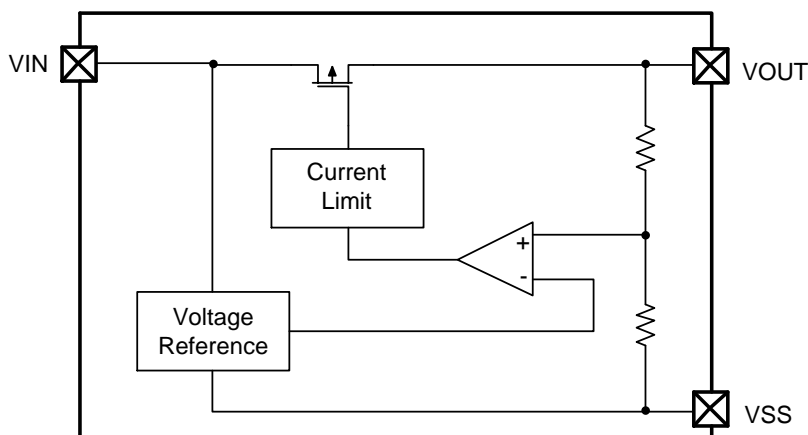 VIN
VOUT
Current
Limit
+
-
Voltage
Reference
VSS